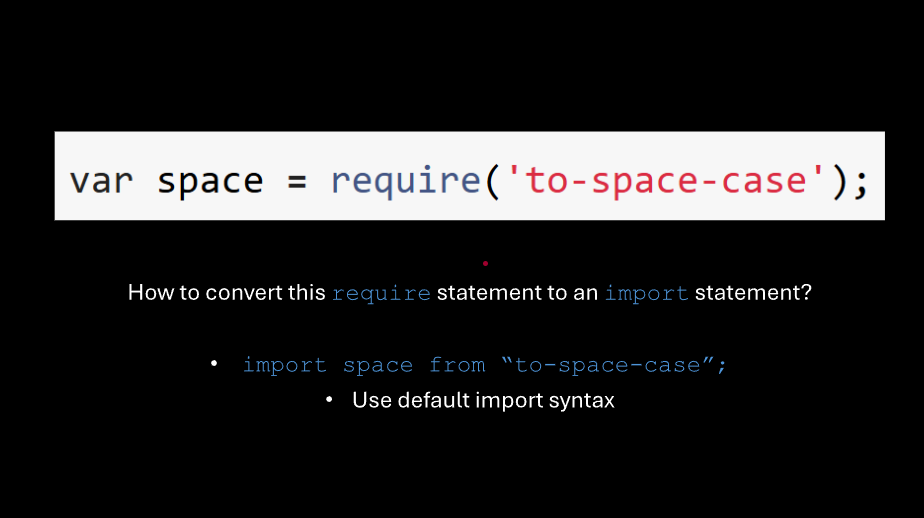 var space = require('to-space-case');
How to convert this require statement to an import statement?
• import space from “to-space-case”;
• Use default import syntax